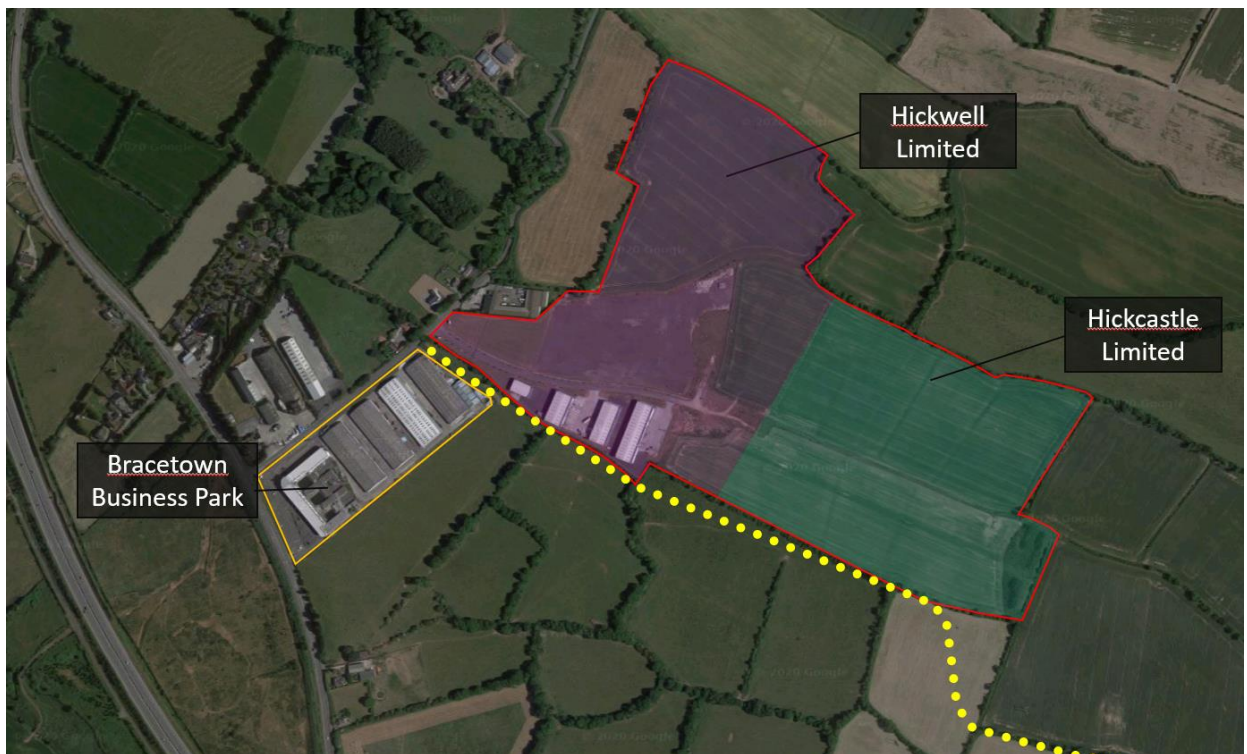 Hickwell
Limited
Hickcastle
Limited
Bracetown
Business Park